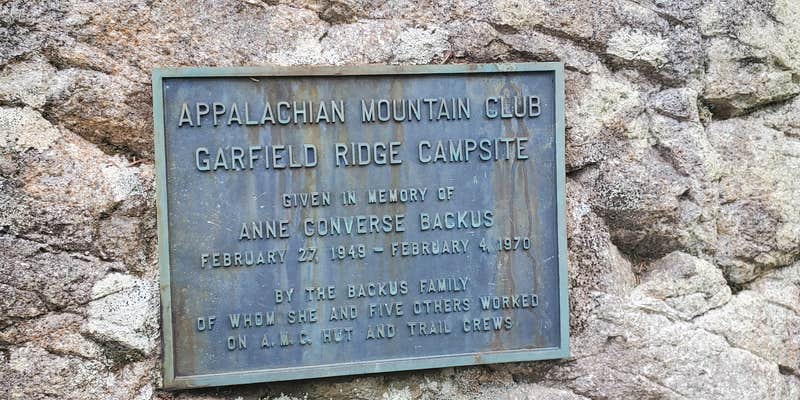 APPALACHIAN MOUNTAIN CLUB
GARFIELD RIDGE CAMPSITE
GIVEN IN MEMORY OF
ANNE CONVERSE BACKUS
FEBRUARY 27, 1949 – FEBRUARY 4, 1970
BY THE BACKUS FAMILY
OF WHOM SHE AND FIVE OTHERS WORKED
ON A.M.C. HUT AND TRAIL CREWS